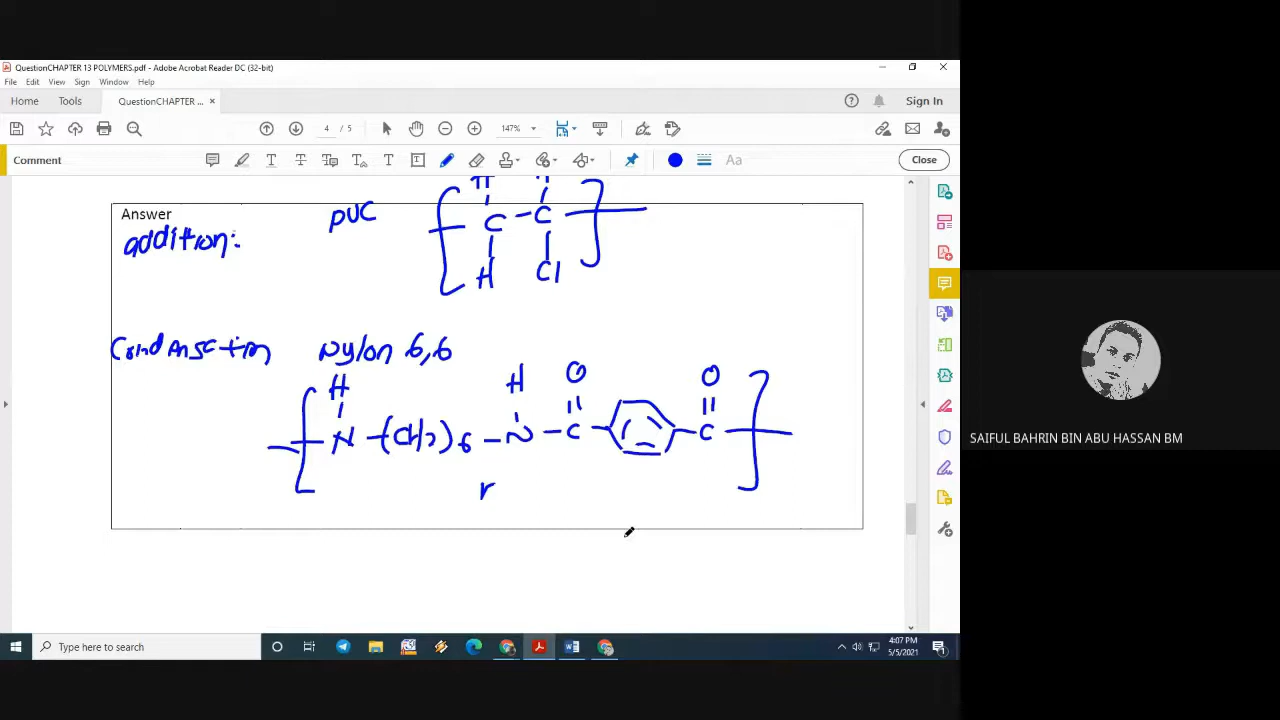 QuestionCHAPTER 13 POLYMERS.pdf - Adobe Acrobat Reader DC (32-bit)
File Edit View Sign Window Help
Home Tools QuestionCHAPTER ... × Sign In
4 / 5 147%
Comment Aa Close
Answer
PVC
H
C - C
H Cl
addition:
Nylon 6,6
H H O O
N -(CH2)6 - N - C C
r
SAIFUL BAHRIN BIN ABU HASSAN BM
Type here to search
4:07 PM
5/5/2021